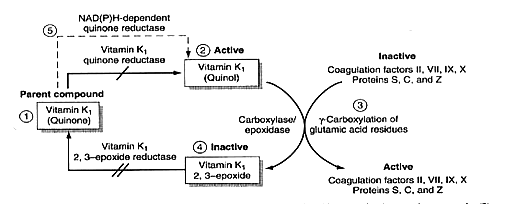 NAD(P)H-dependent
quinone reductase
5
Vitamin K1
quinone reductase
2 Active
Vitamin K1
(Quinol)
Inactive
Coagulation factors II, VII, IX, X
Proteins S, C, and Z
Parent compound
1
Vitamin K1
(Quinone)
Carboxylase/
epoxidase
3
γ-Carboxylation of
glutamic acid residues
Vitamin K1
2, 3-epoxide reductase
4 Inactive
Vitamin K1
2, 3-epoxide
Active
Coagulation factors II, VII, IX, X
Proteins S, C, and Z